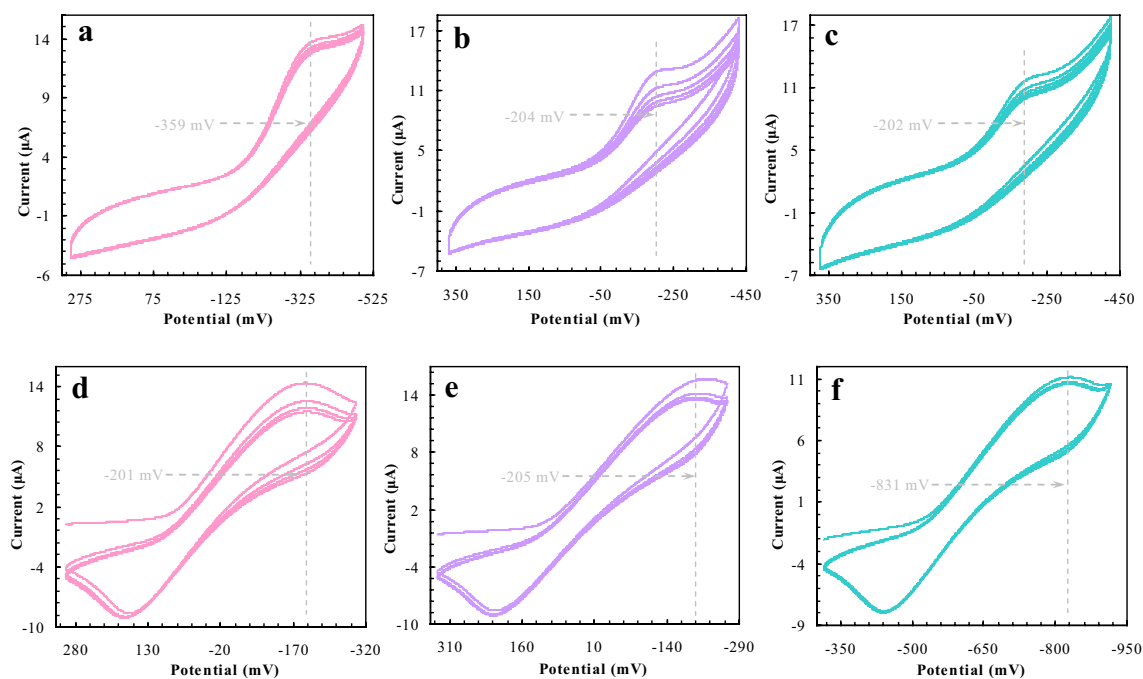 a
14
9
4
-1
-6
Current (µA)
-359 mV
275 75 -125 -325 -525
Potential (mV)
b
17
11
5
-1
-7
Current (µA)
-204 mV
350 150 -50 -250 -450
Potential (mV)
c
17
11
5
-1
-7
Current (µA)
-202 mV
350 150 -50 -250 -450
Potential (mV)
d
14
8
2
-4
-10
Current (µA)
-201 mV
280 130 -20 -170 -320
Potential (mV)
e
14
8
2
-4
-10
Current (µA)
-205 mV
310 160 10 -140 -290
Potential (mV)
f
11
6
1
-4
-9
Current (µA)
-831 mV
-350 -500 -650 -800 -950
Potential (mV)